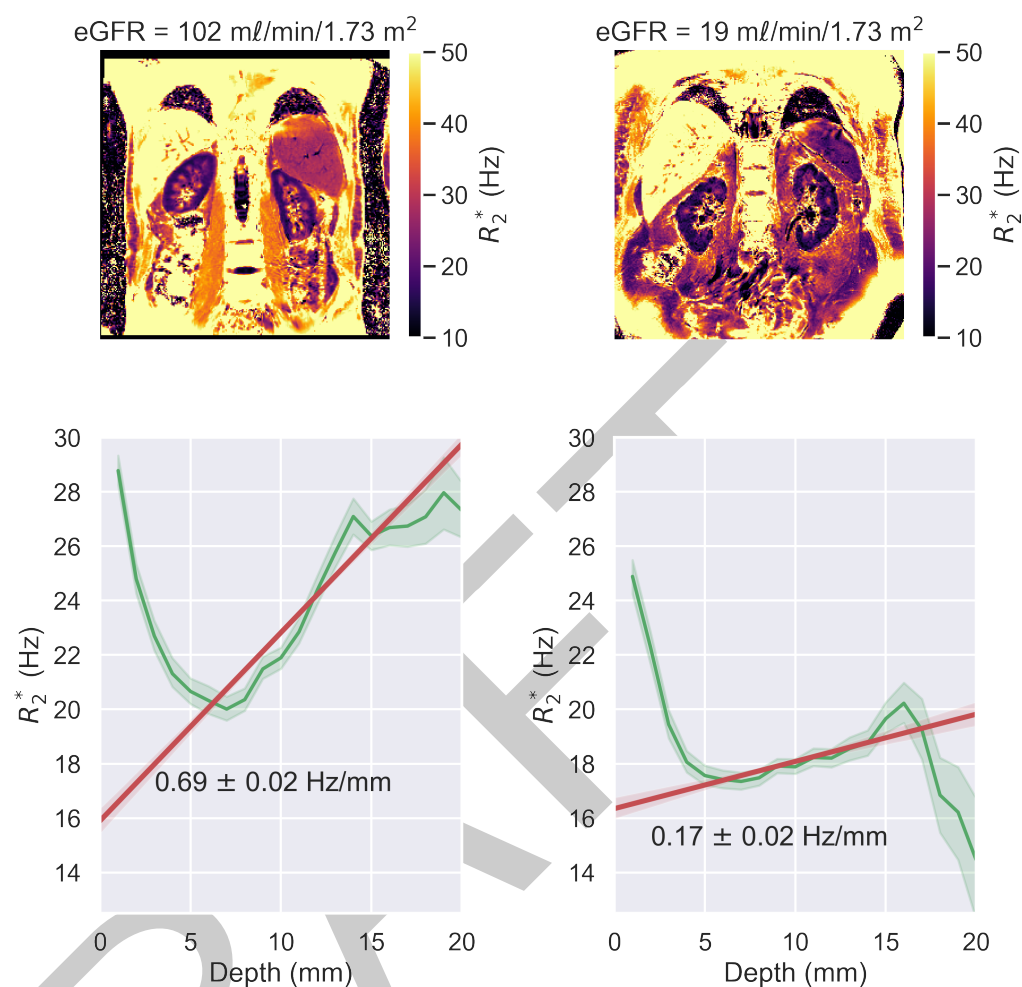 eGFR = 102 mℓ/min/1.73 m²
50
40
30
20
10
R₂* (Hz)
eGFR = 19 mℓ/min/1.73 m²
50
40
30
20
10
R₂* (Hz)
30
28
26
24
22
20
18
16
14
R₂* (Hz)
0.69 ± 0.02 Hz/mm
0 5 10 15 20
Depth (mm)
30
28
26
24
22
20
18
16
14
R₂* (Hz)
0.17 ± 0.02 Hz/mm
0 5 10 15 20
Depth (mm)